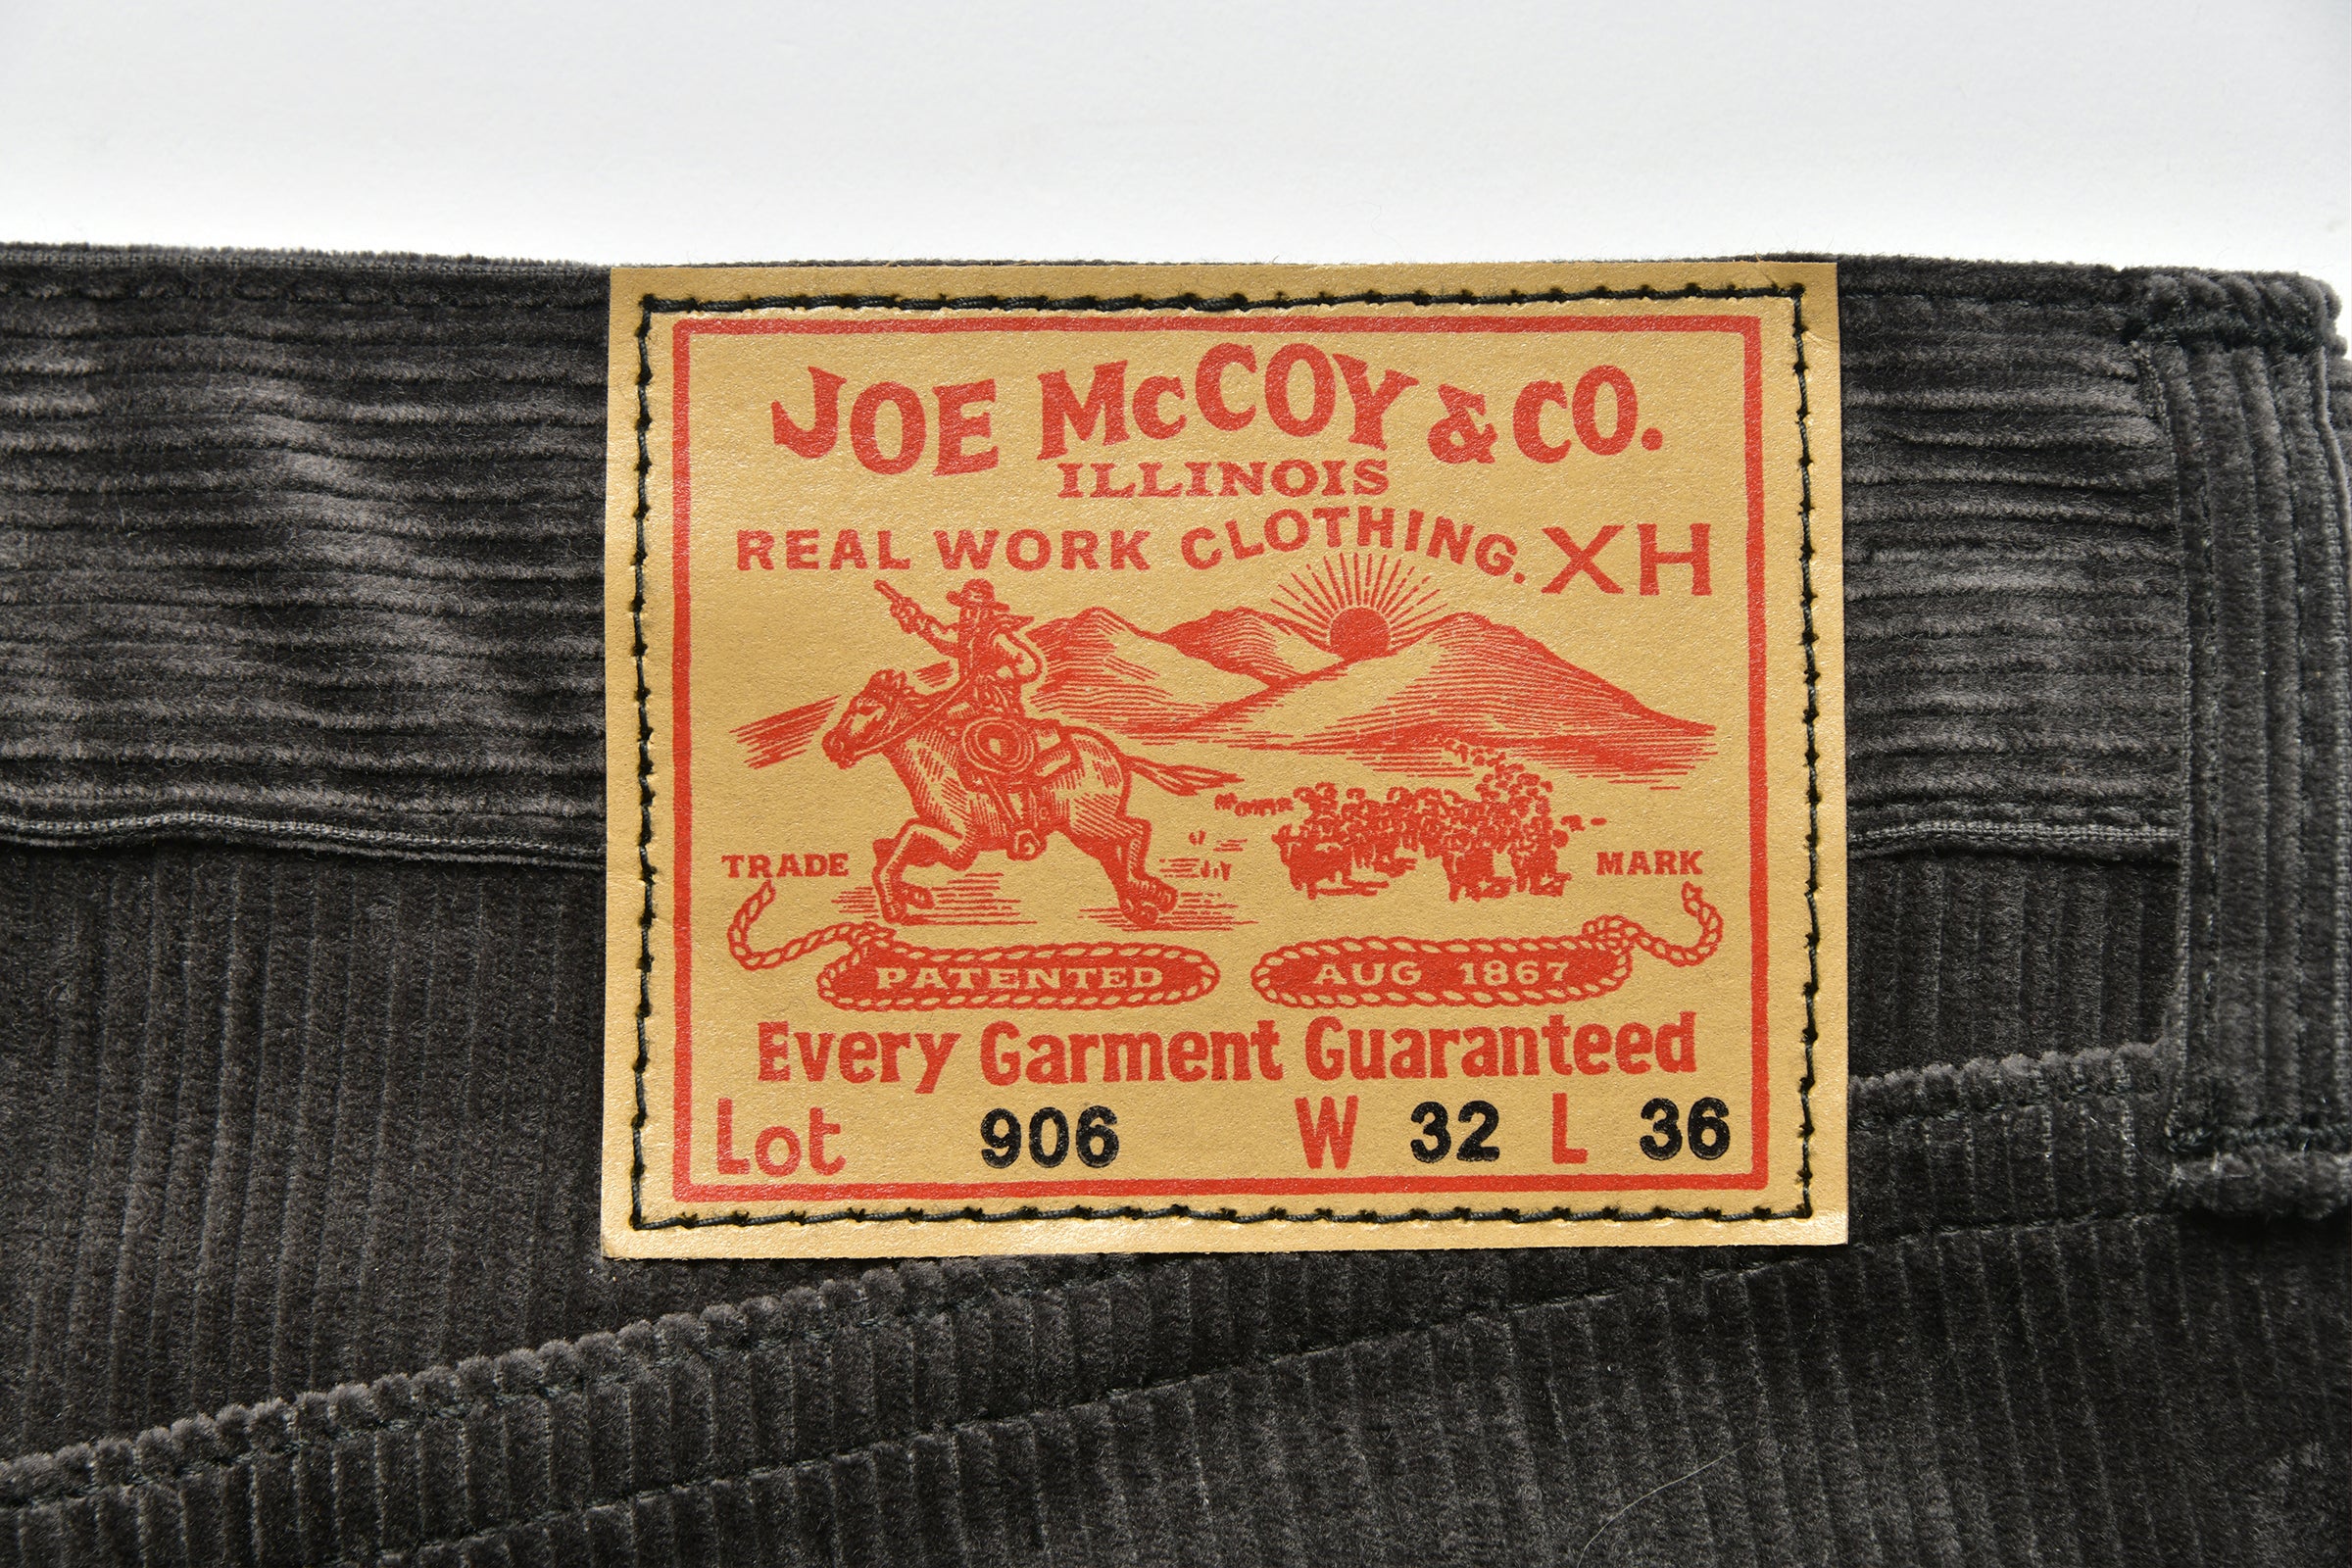 JOE McCOY & CO.
ILLINOIS
REAL WORK CLOTHING. XH
TRADE MARK
PATENTED AUG 1867
Every Garment Guaranteed
Lot 906 W 32 L 36